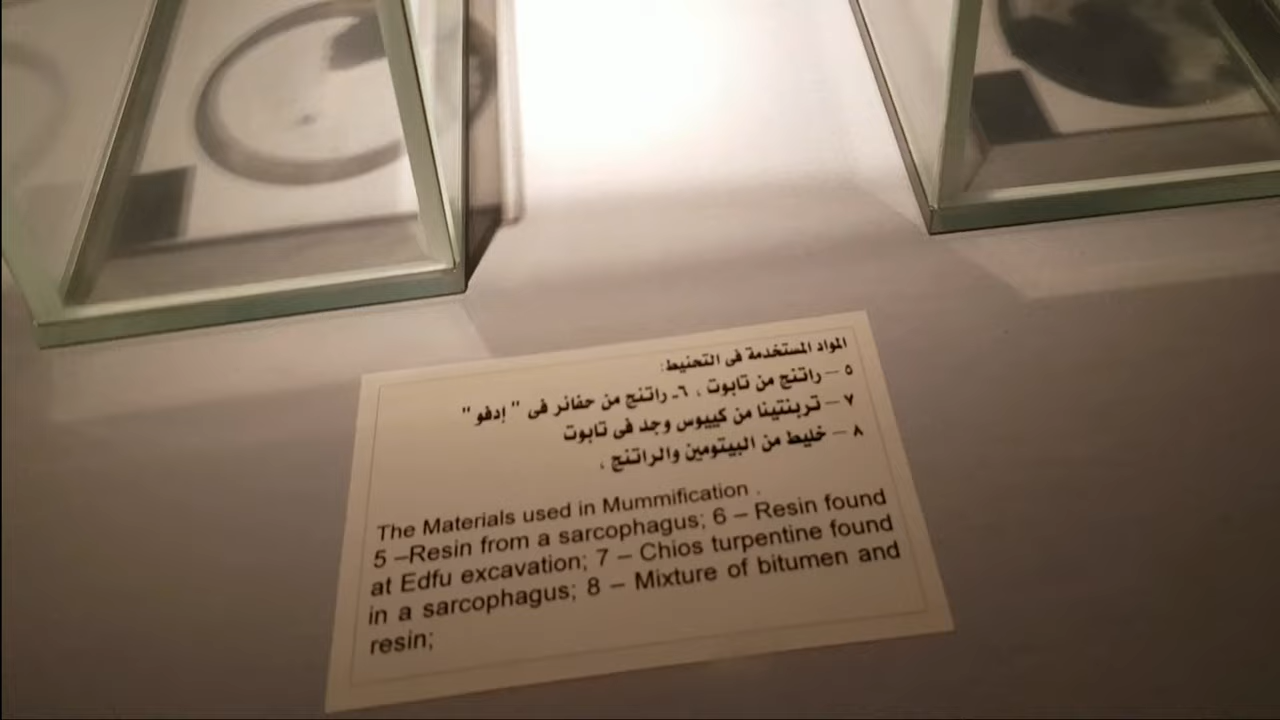 المواد المستخدمة فى التحنيط:
٥ – راتنج من تابوت ، ٦- راتنج من حفائر فى " إدفو "
٧ – تربنتينا من كييوس وجد فى تابوت
٨ – خليط من البيتومين والراتنج ،
The Materials used in Mummification .
5 –Resin from a sarcophagus; 6 – Resin found
at Edfu excavation; 7 – Chios turpentine found
in a sarcophagus; 8 – Mixture of bitumen and
resin;